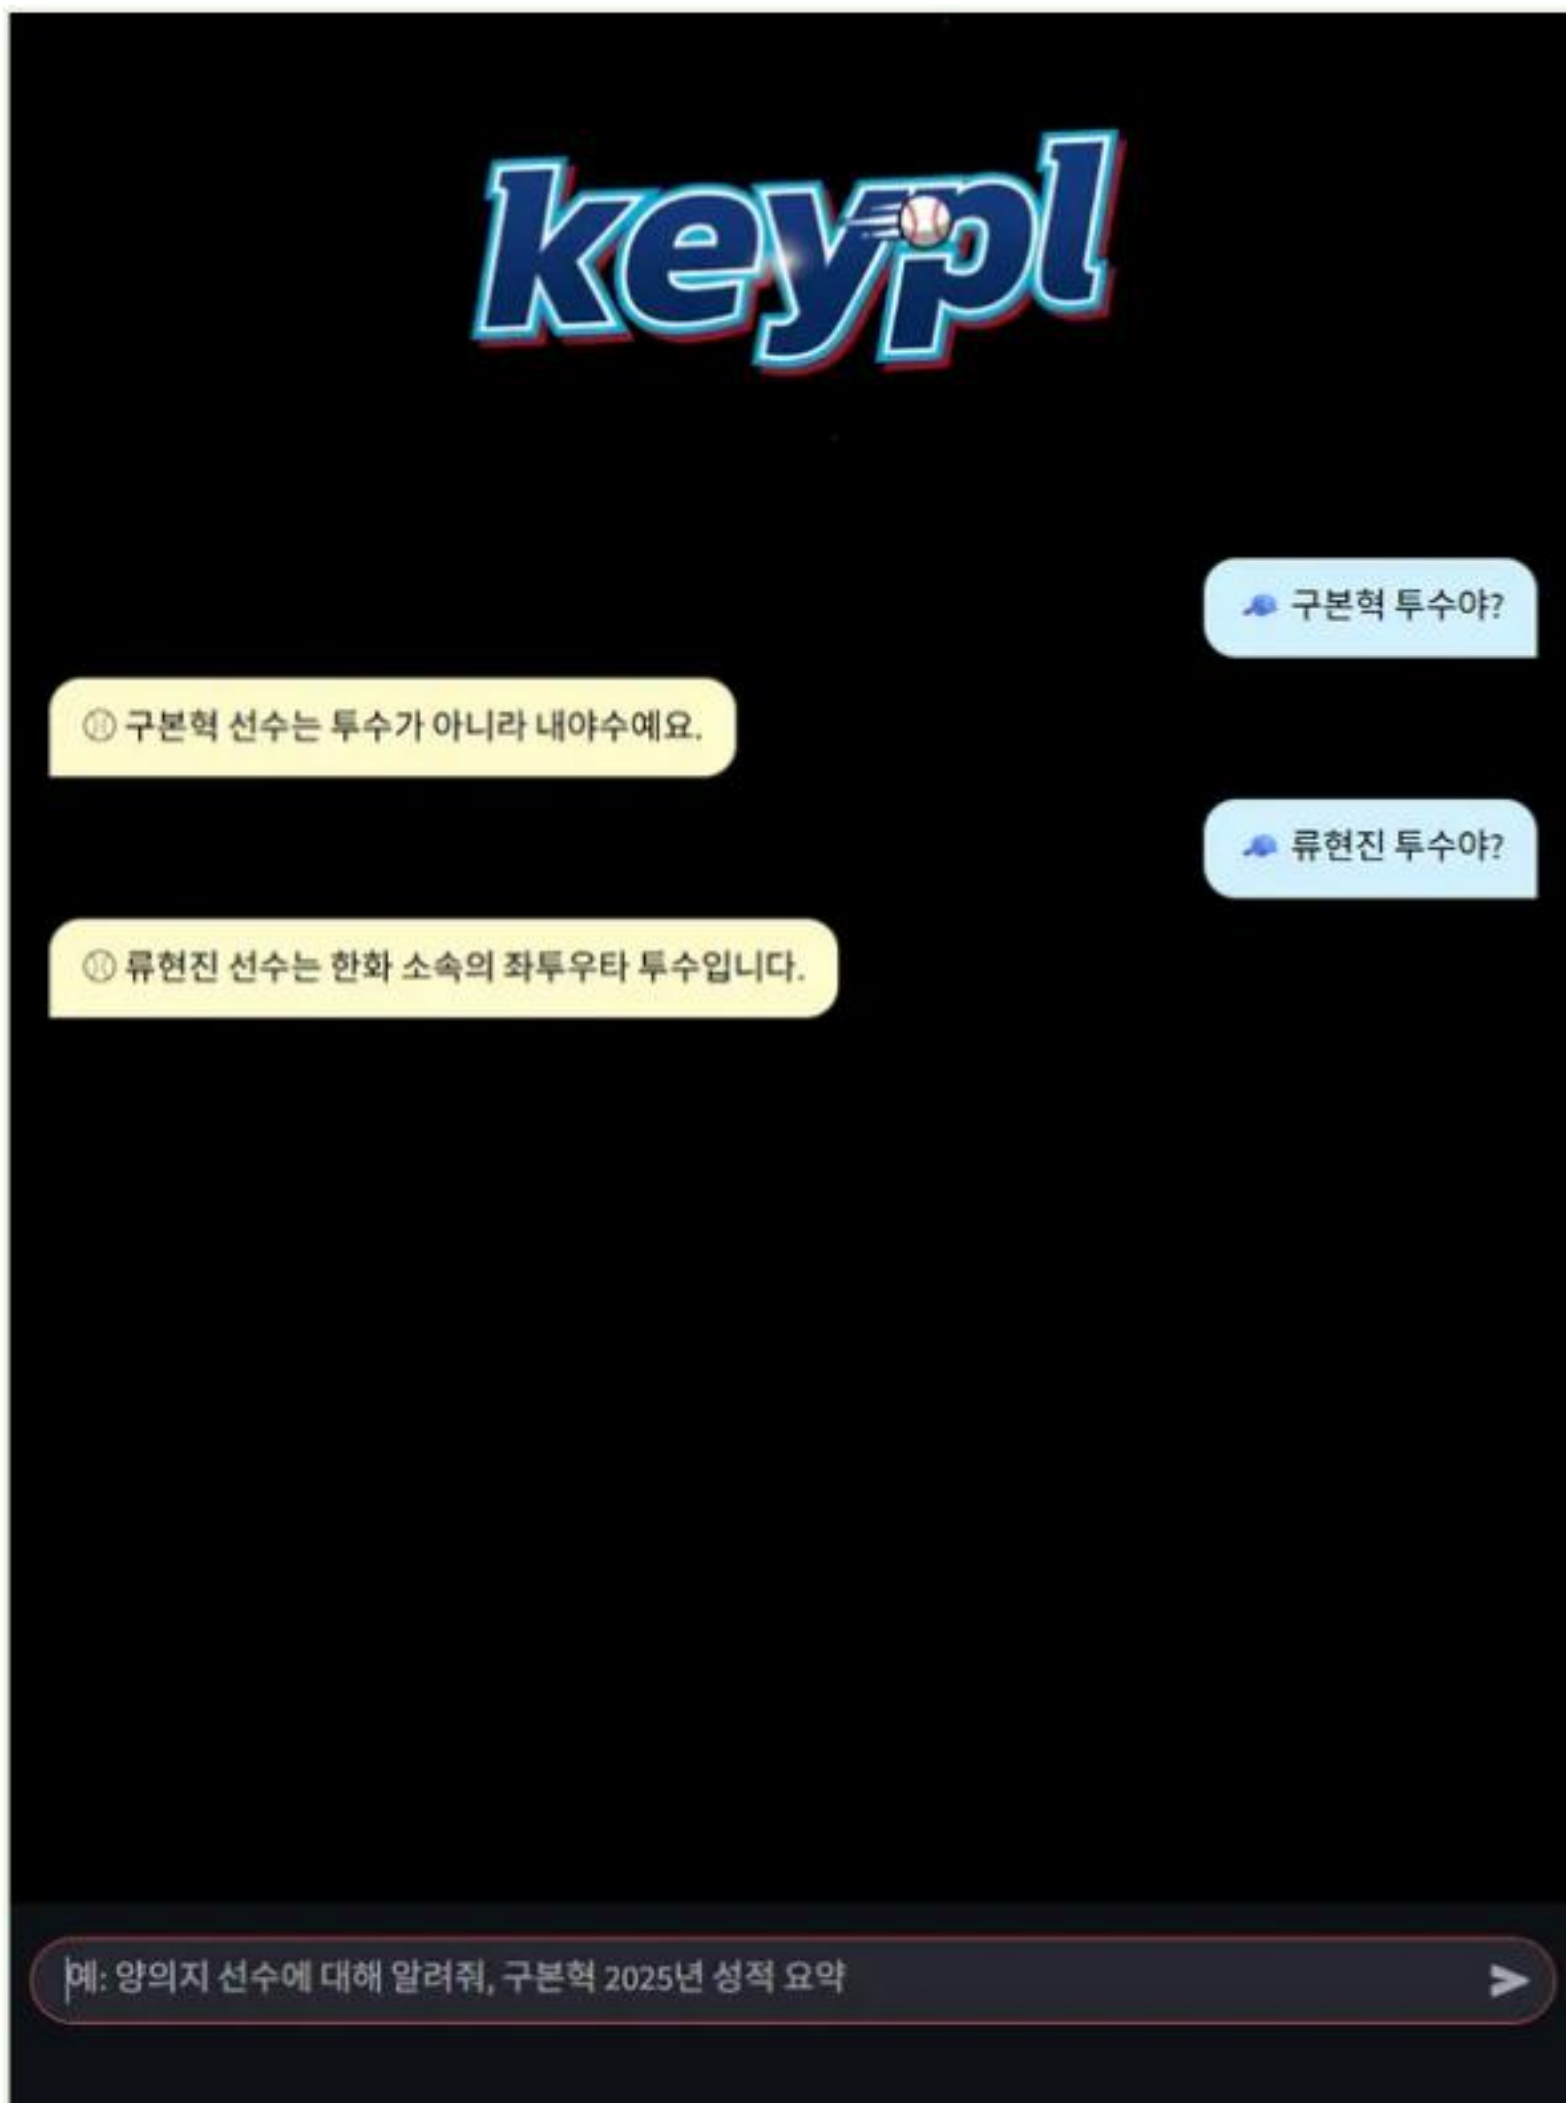 keypl
🧢 구본혁 투수야?
⚾ 구본혁 선수는 투수가 아니라 내야수예요.
🧢 류현진 투수야?
⚾ 류현진 선수는 한화 소속의 좌투우타 투수입니다.
예: 양의지 선수에 대해 알려줘, 구본혁 2025년 성적 요약